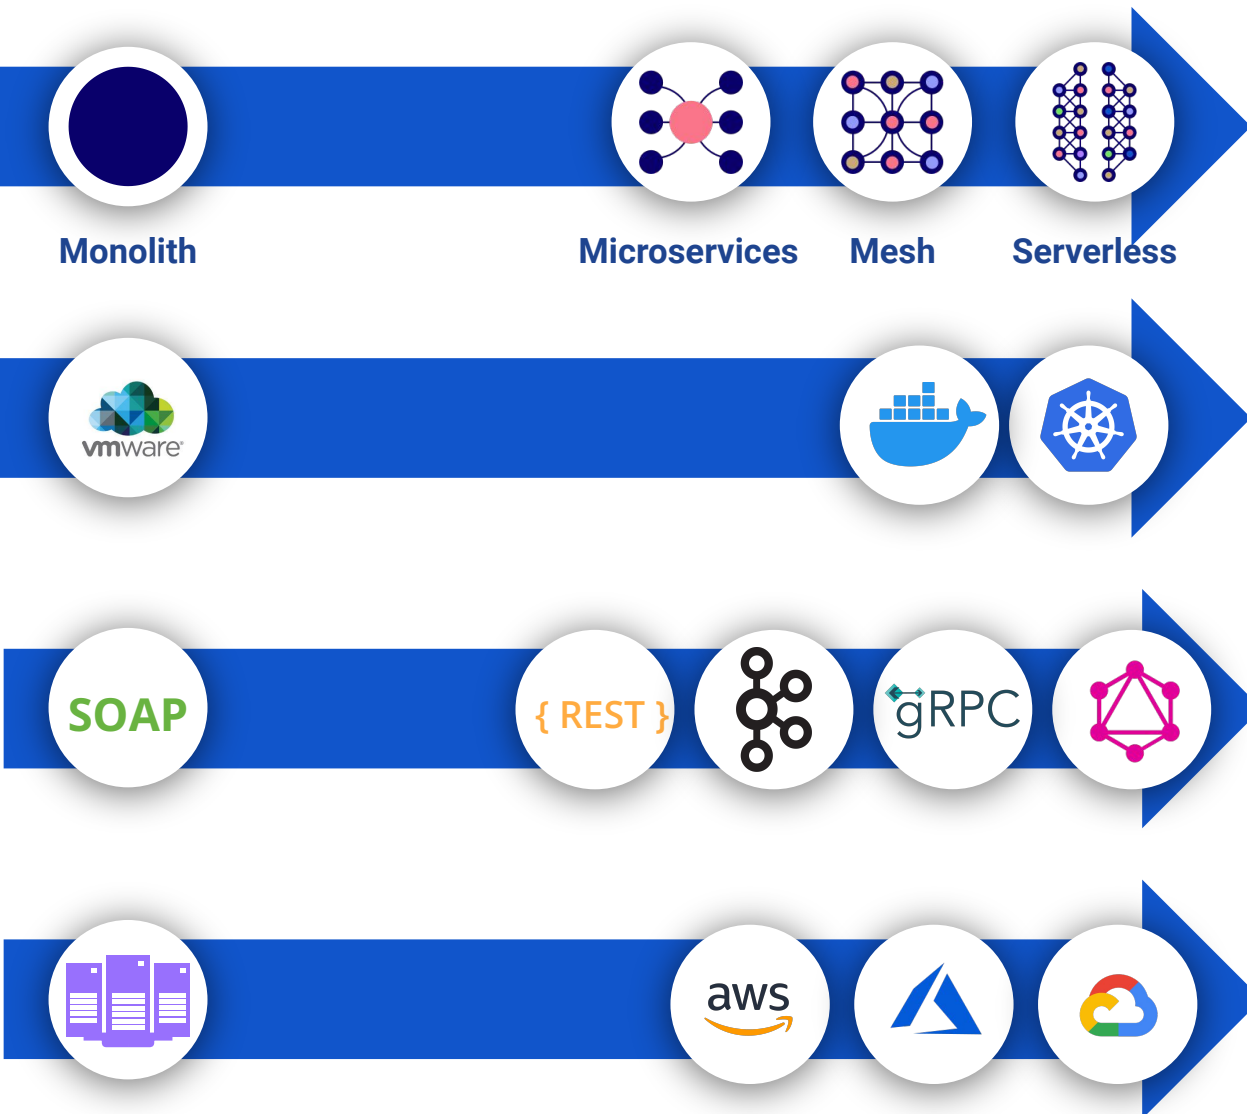 Monolith
Microservices
Mesh
Serverless
vmware®
SOAP
{ REST }
gRPC
aws